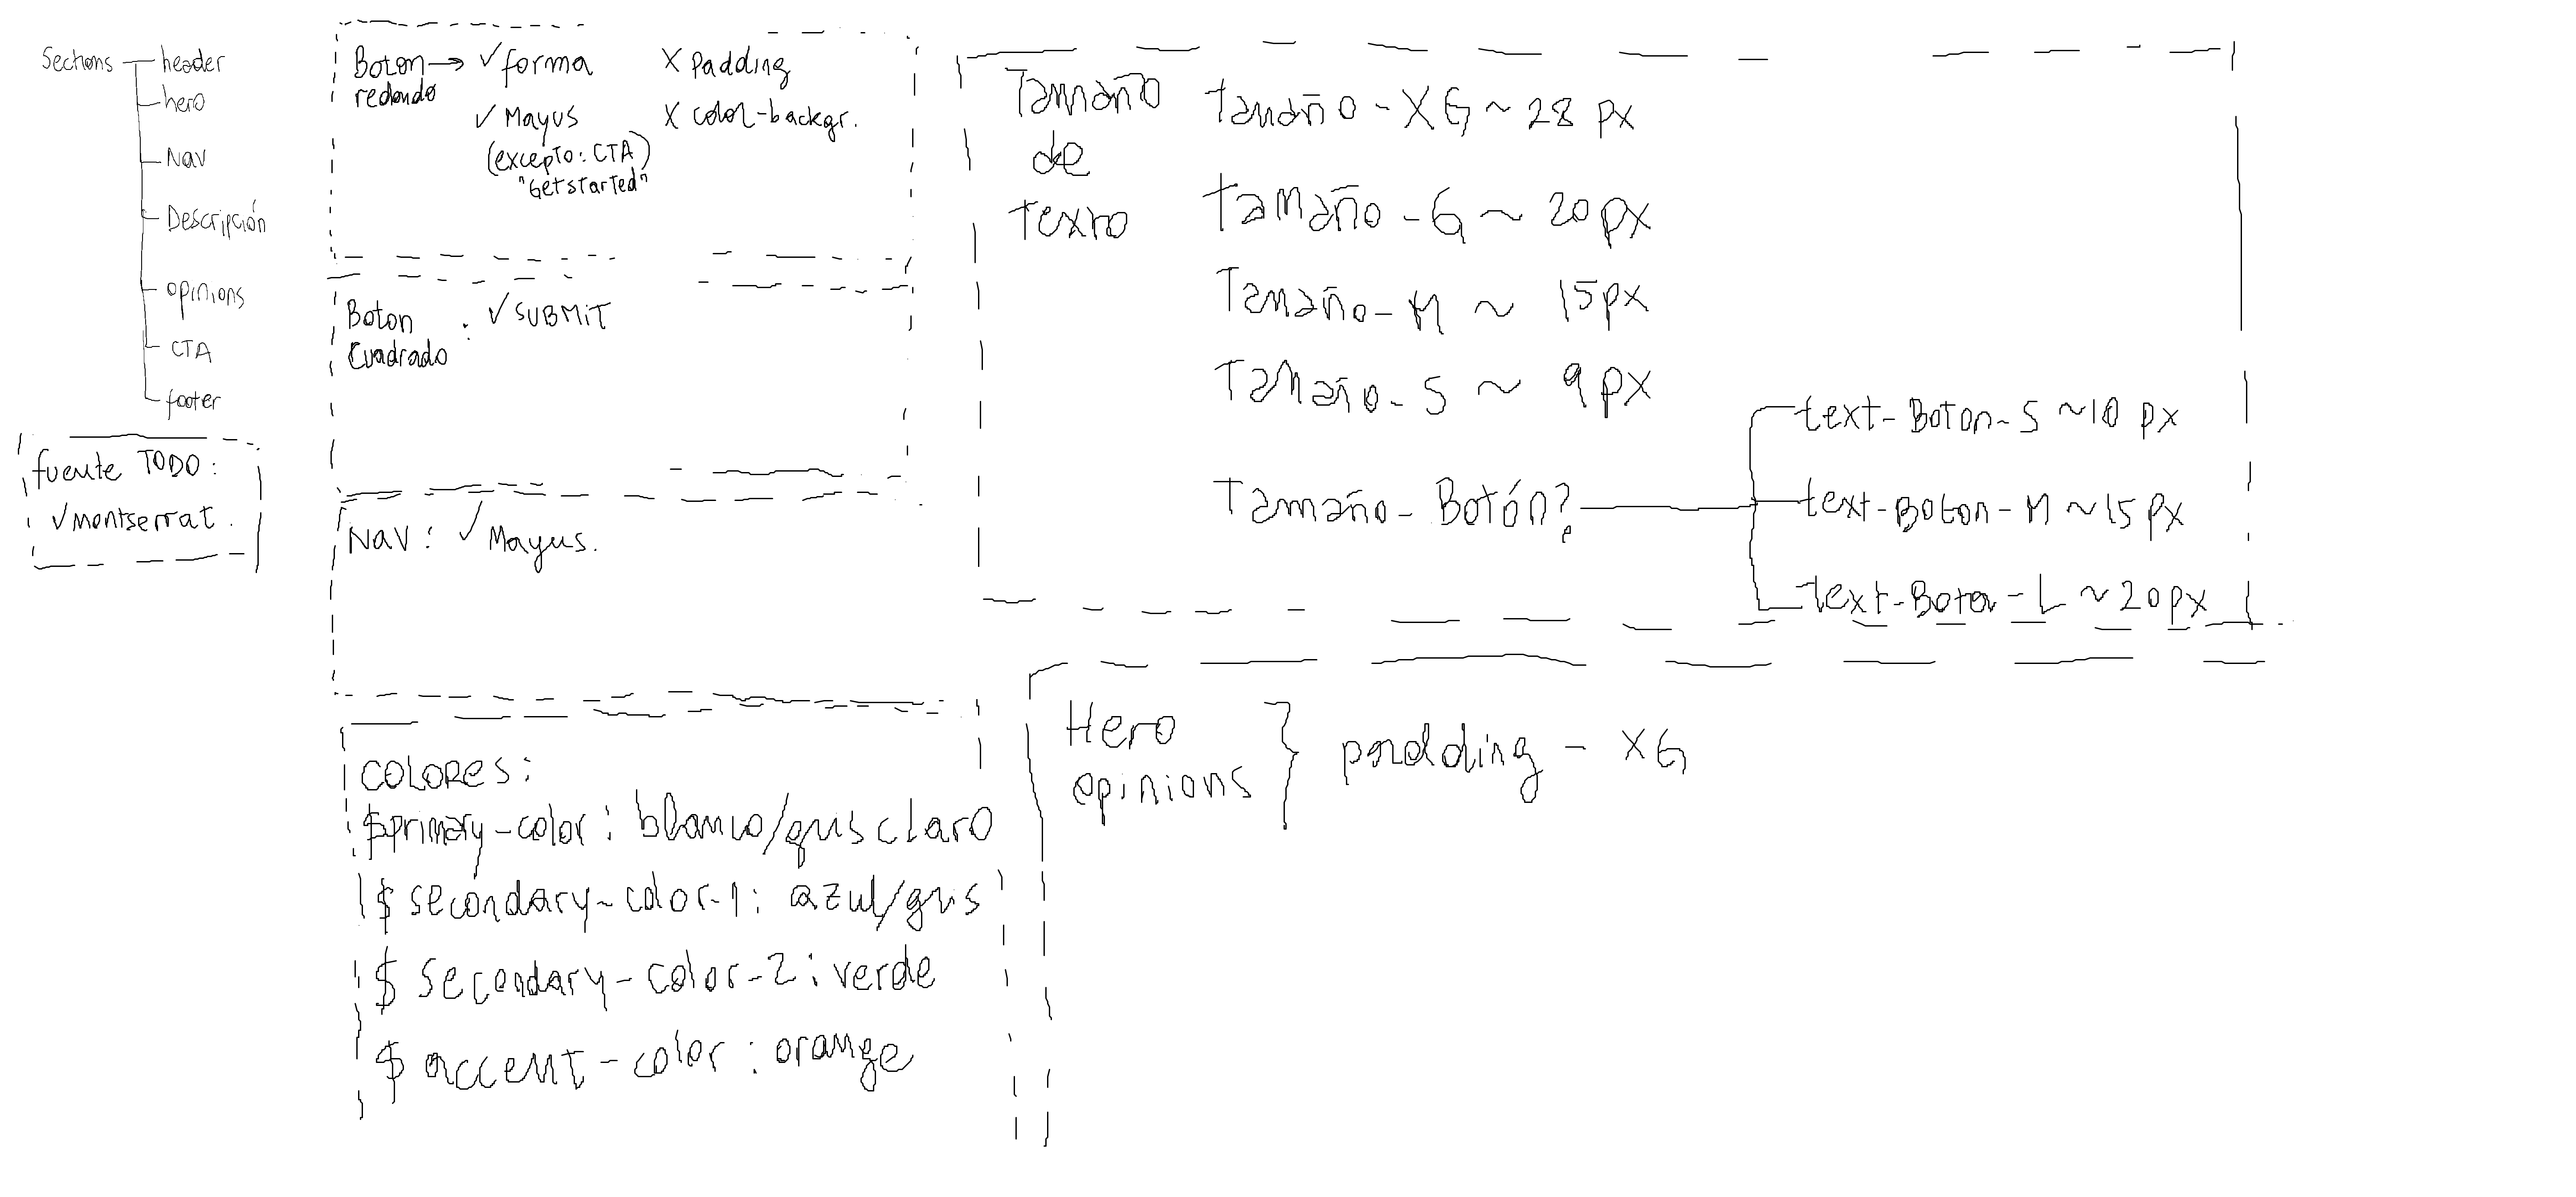 Sections header
hero
Nav
Descripción
opinions
CTA
footer
fuente TODO:
✓montserrat.
Boton → ✓forma X Padding
redondo
✓ Mayus X color-backgr.
(excepto: CTA)
"Getstarted"
Boton : ✓ SUBMIT
Cuadrado
Nav: ✓ Mayus.
COLORES:
$primary-color: blanco/gris claro
$ secondary-color-1: azul/gris
$ secondary-color-2: verde
$ accent-color: orange
Tamaño
de
Texto
Tamaño - XG ~ 28 px
Tamaño - G ~ 20px
Tamaño - M ~ 15px
Tamaño - S ~ 9px
Tamaño - Botón?
text-Boton-S ~10 px
text-Boton-M ~15px
text-Boton-L ~20px
Hero
opinions
padding - XG